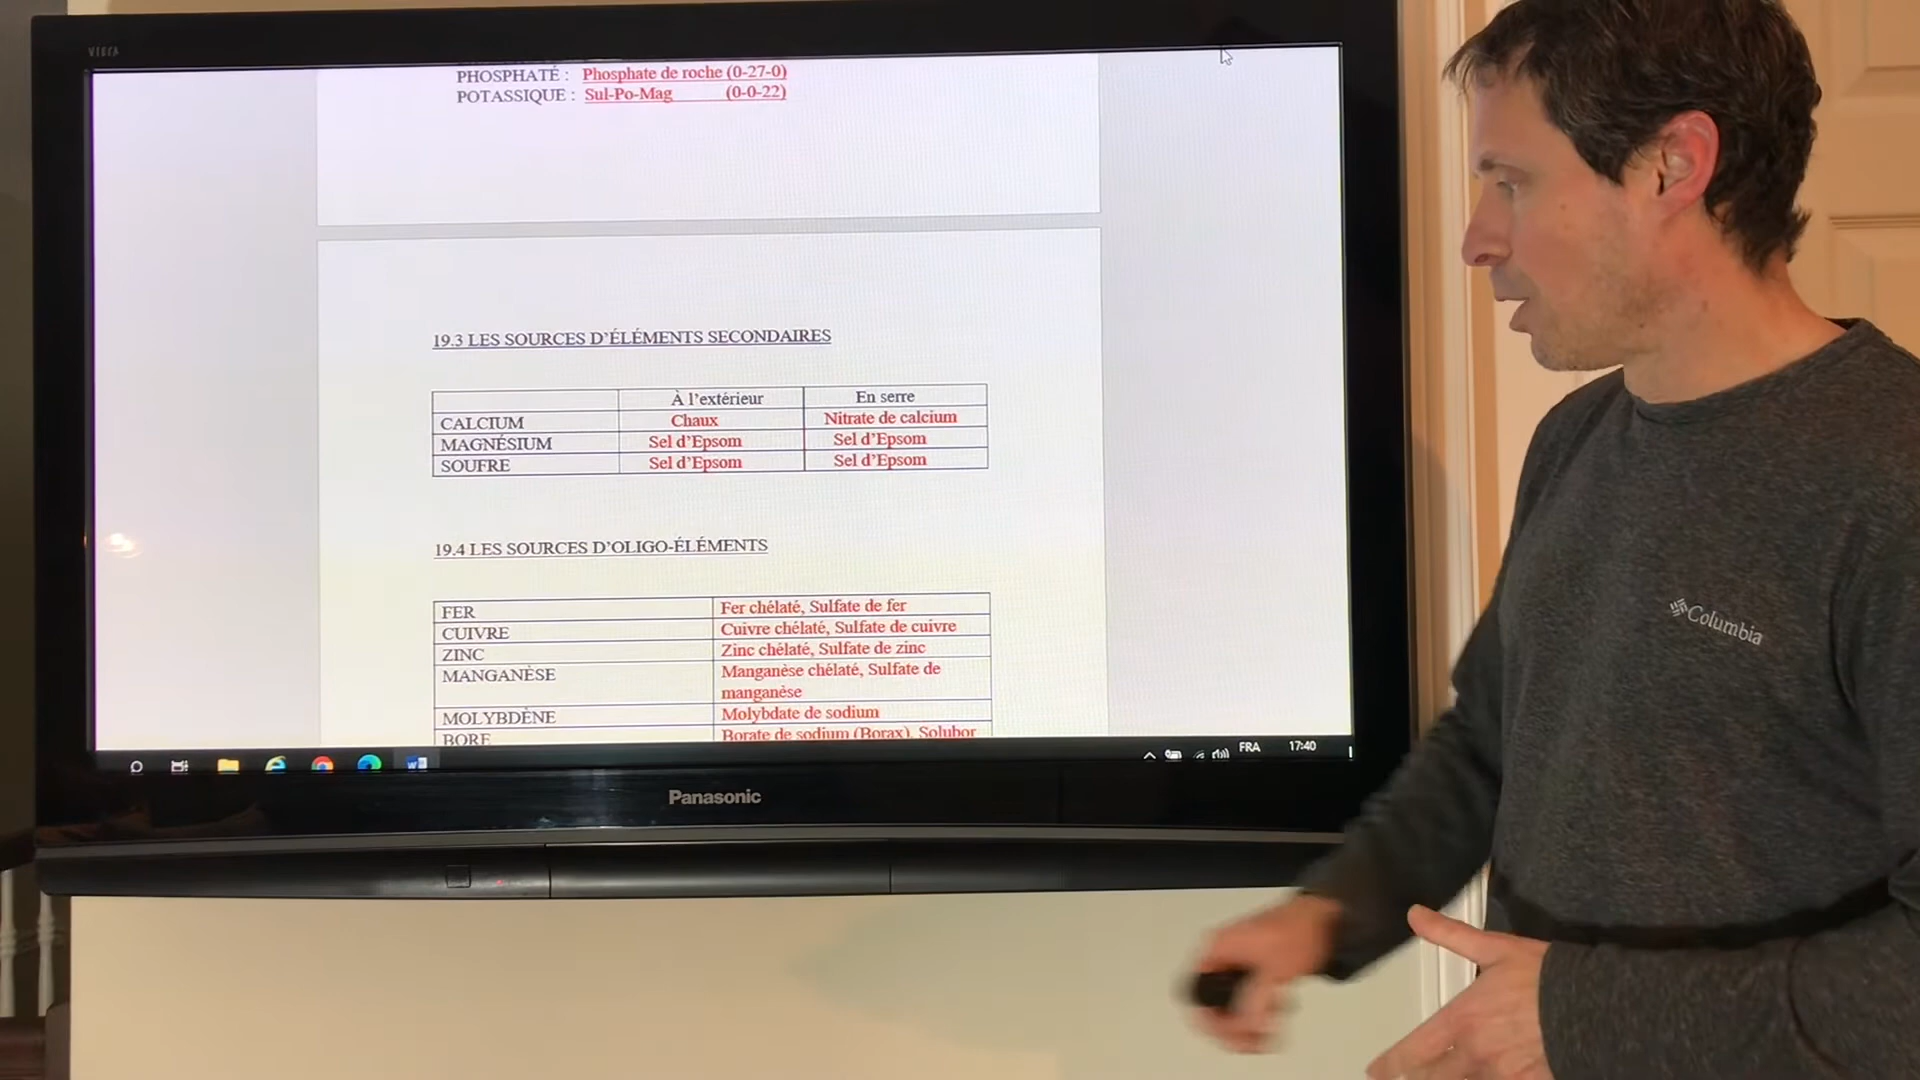 VIERA
PHOSPHATÉ : Phosphate de roche (0-27-0)
POTASSIQUE : Sul-Po-Mag (0-0-22)
19.3 LES SOURCES D'ÉLÉMENTS SECONDAIRES
À l'extérieur En serre
CALCIUM Chaux Nitrate de calcium
MAGNÉSIUM Sel d'Epsom Sel d'Epsom
SOUFRE Sel d'Epsom Sel d'Epsom
19.4 LES SOURCES D'OLIGO-ÉLÉMENTS
FER Fer chélaté, Sulfate de fer
CUIVRE Cuivre chélaté, Sulfate de cuivre
ZINC Zinc chélaté, Sulfate de zinc
MANGANÈSE Manganèse chélaté, Sulfate de
manganèse
MOLYBDÈNE Molybdate de sodium
BORE Borate de sodium (Borax), Solubor
FRA 17:40
Panasonic
Columbia